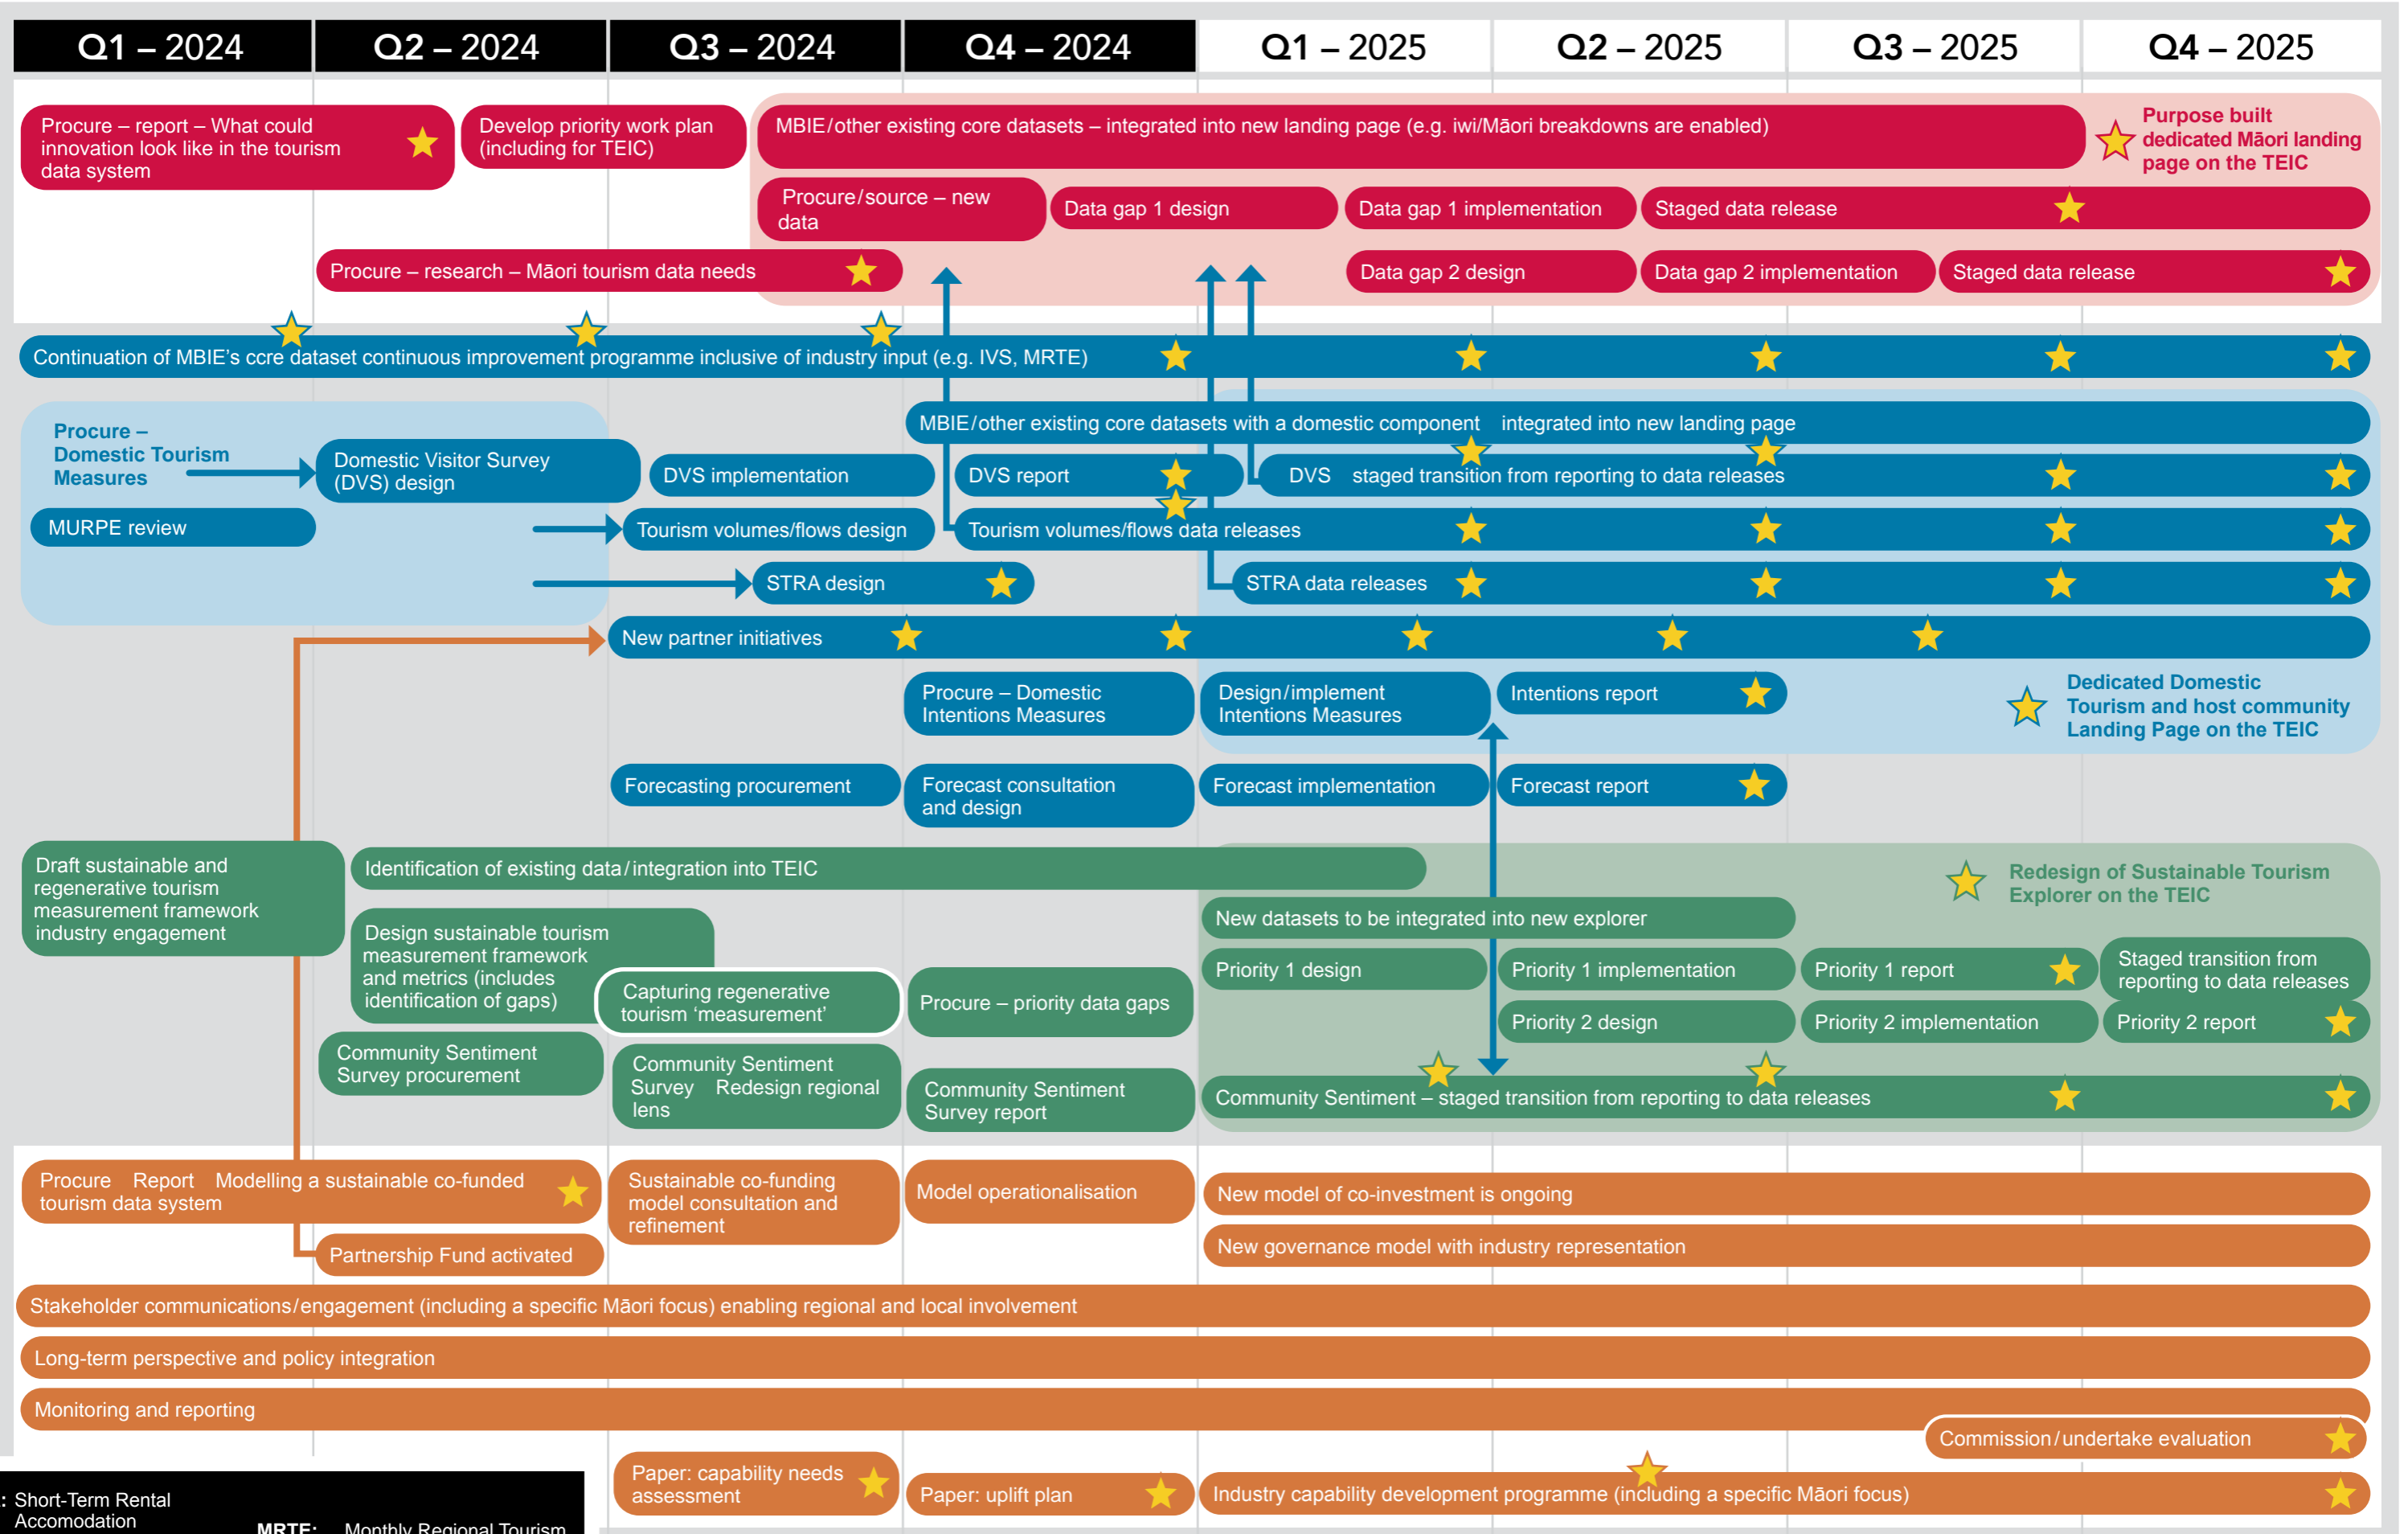 Q1 – 2024
Q2 – 2024
Q3 – 2024
Q4 – 2024
Q1 – 2025
Q2 – 2025
Q3 – 2025
Q4 – 2025
Procure – report – What could
innovation look like in the tourism
data system
Develop priority work plan
(including for TEIC)
MBIE/other existing core datasets – integrated into new landing page (e.g. iwi/Māori breakdowns are enabled)
Purpose built
dedicated Māori landing
page on the TEIC
Procure/source – new
data
Data gap 1 design
Data gap 1 implementation
Staged data release
Procure – research – Māori tourism data needs
Data gap 2 design
Data gap 2 implementation
Staged data release
Continuation of MBIE's ccre dataset continuous improvement programme inclusive of industry input (e.g. IVS, MRTE)
MBIE/other existing core datasets with a domestic component integrated into new landing page
Procure –
Domestic Tourism
Measures
Domestic Visitor Survey
(DVS) design
DVS implementation
DVS report
DVS staged transition from reporting to data releases
MURPE review
Tourism volumes/flows design
Tourism volumes/flows data releases
STRA design
STRA data releases
New partner initiatives
Procure – Domestic
Intentions Measures
Design/implement
Intentions Measures
Intentions report
Dedicated Domestic
Tourism and host community
Landing Page on the TEIC
Forecasting procurement
Forecast consultation
and design
Forecast implementation
Forecast report
Draft sustainable and
regenerative tourism
measurement framework
industry engagement
Identification of existing data/integration into TEIC
Redesign of Sustainable Tourism
Explorer on the TEIC
New datasets to be integrated into new explorer
Design sustainable tourism
measurement framework
and metrics (includes
identification of gaps)
Capturing regenerative
tourism ‘measurement’
Procure – priority data gaps
Priority 1 design
Priority 1 implementation
Priority 1 report
Staged transition from
reporting to data releases
Priority 2 design
Priority 2 implementation
Priority 2 report
Community Sentiment
Survey procurement
Community Sentiment
Survey Redesign regional
lens
Community Sentiment
Survey report
Community Sentiment – staged transition from reporting to data releases
Procure Report Modelling a sustainable co-funded
tourism data system
Sustainable co-funding
model consultation and
refinement
Model operationalisation
New model of co-investment is ongoing
Partnership Fund activated
New governance model with industry representation
Stakeholder communications/engagement (including a specific Māori focus) enabling regional and local involvement
Long-term perspective and policy integration
Monitoring and reporting
Commission/undertake evaluation
Paper: capability needs
assessment
Paper: uplift plan
Industry capability development programme (including a specific Māori focus)
: Short-Term Rental
Accomodation
MRTE: Monthly Regional Tourism